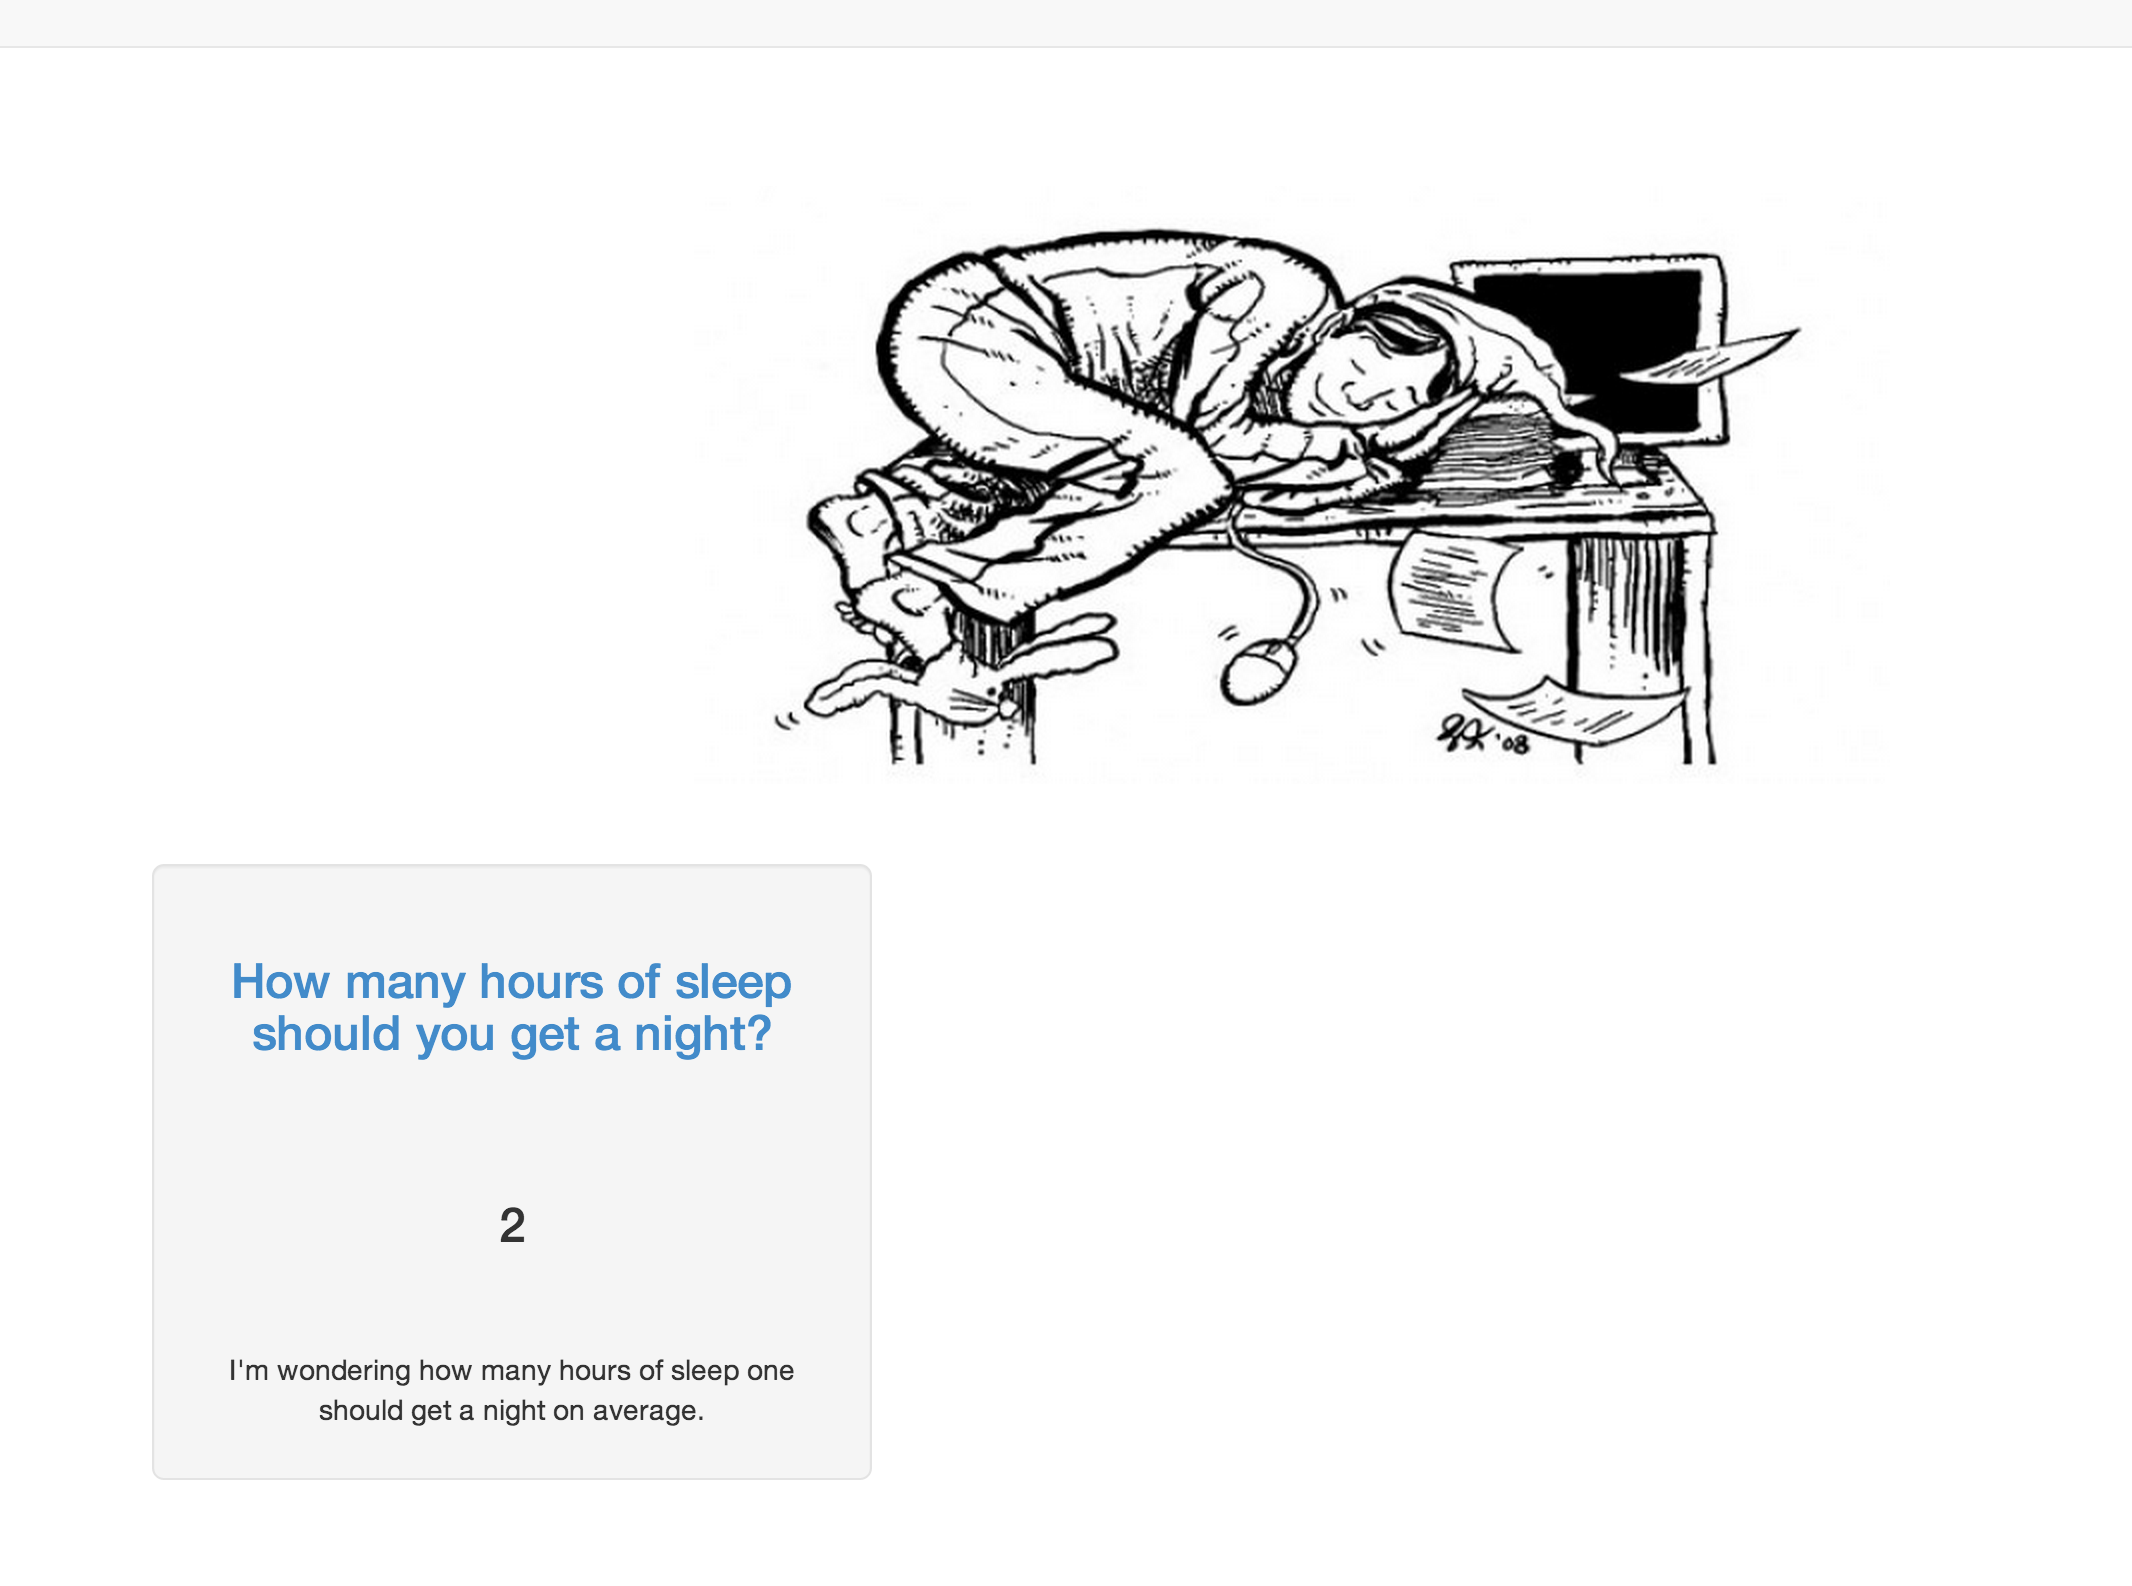 '08
How many hours of sleep
should you get a night?
2
I'm wondering how many hours of sleep one
should get a night on average.